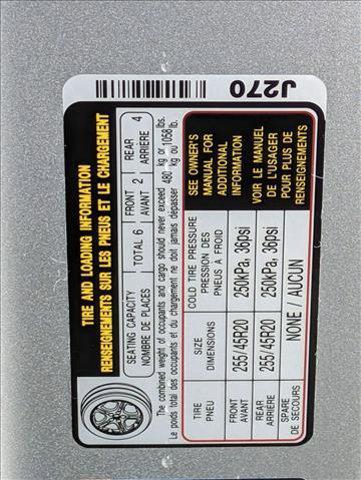 J270
TIRE AND LOADING INFORMATION
RENSEIGNEMENTS SUR LES PNEUS ET LE CHARGEMENT
SEATING CAPACITY TOTAL 6 FRONT 2 REAR 4
NOMBRE DE PLACES AVANT ARRIÈRE
The combined weight of occupants and cargo should never exceed 480 kg or 1058 lbs.
Le poids total des occupants et du chargement ne doit jamais dépasser kg ou lb.
TIRE SIZE COLD TIRE PRESSURE
PNEU DIMENSIONS PRESSION DES PNEUS A FROID
FRONT 255/45R20 250kPa, 36psi
AVANT
REAR 255/45R20 250kPa, 36psi
ARRIERE
SPARE NONE / AUCUN
DE SECOURS
SEE OWNER'S
MANUAL FOR
ADDITIONAL
INFORMATION
VOIR LE MANUEL
DE L'USAGER
POUR PLUS DE
RENSEIGNEMENTS